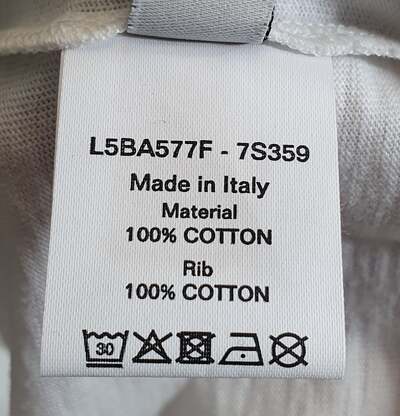 L5BA577F - 7S359
Made in Italy
Material
100% COTTON
Rib
100% COTTON
30